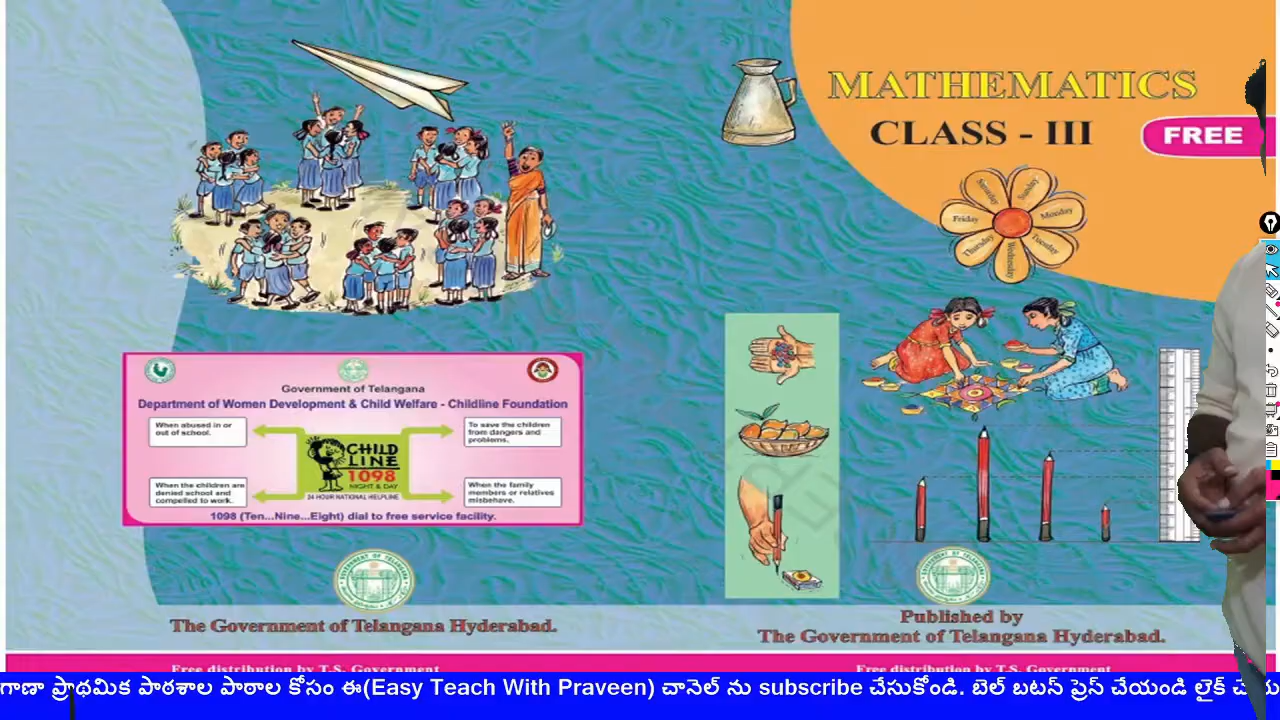 MATHEMATICS
CLASS - III
FREE
Saturday
Sunday
Monday
Tuesday
Wednesday
Thursday
Friday
Government of Telangana
Department of Women Development & Child Welfare - Childline Foundation
When abused in or
out of school.
To save the children
from dangers and
problems.
CHILD
LINE
1098
NIGHT & DAY
24 HOUR NATIONAL HELPLINE
When the children are
denied school and
compelled to work.
When the family
members or relatives
misbehave.
1098 (Ten...Nine...Eight) dial to free service facility.
The Government of Telangana Hyderabad.
Published by
The Government of Telangana Hyderabad.
Free distribution by T.S. Government
Free distribution by T.S. Government
గాణా ప్రాథమిక పాఠశాల పాఠాల కోసం ఈ(Easy Teach With Praveen) చానెల్ ను subscribe చేసుకోండి. బెల్ బటన్ ప్రెస్ చేయండి లైక్